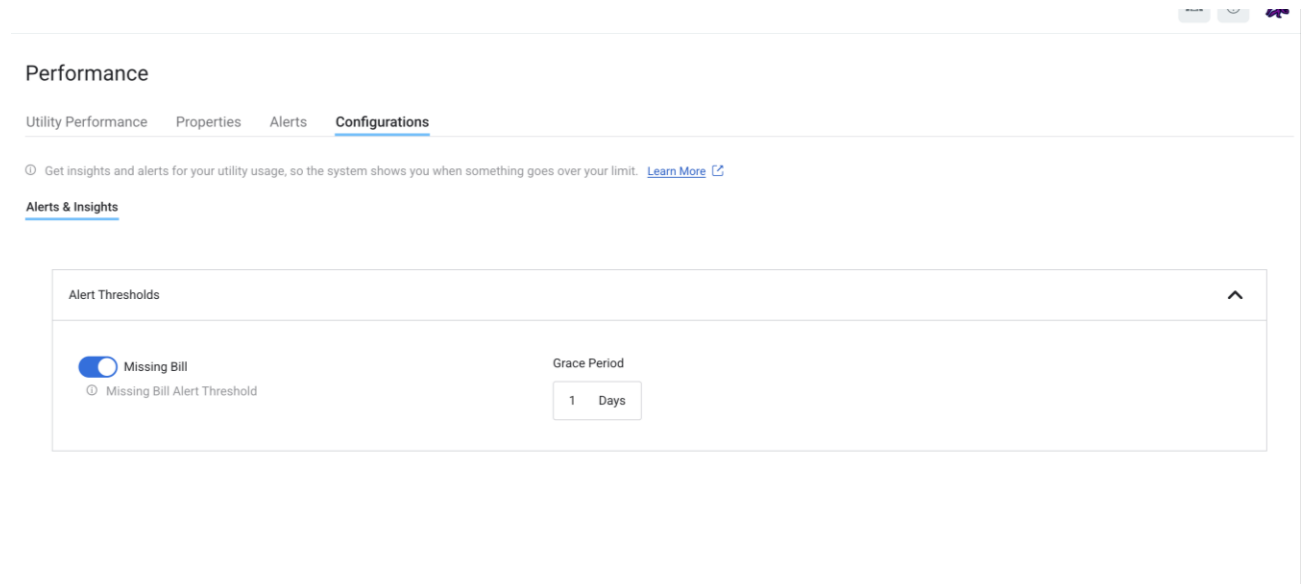 Performance
Utility Performance Properties Alerts Configurations
Get insights and alerts for your utility usage, so the system shows you when something goes over your limit. Learn More
Alerts & Insights
Alert Thresholds
Missing Bill
Missing Bill Alert Threshold
Grace Period
1 Days